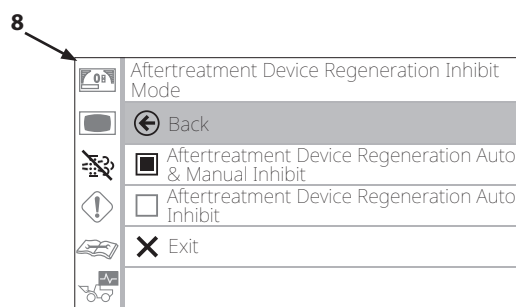 8
Aftertreatment Device Regeneration Inhibit
Mode
Back
Aftertreatment Device Regeneration Auto
& Manual Inhibit
Aftertreatment Device Regeneration Auto
Inhibit
Exit